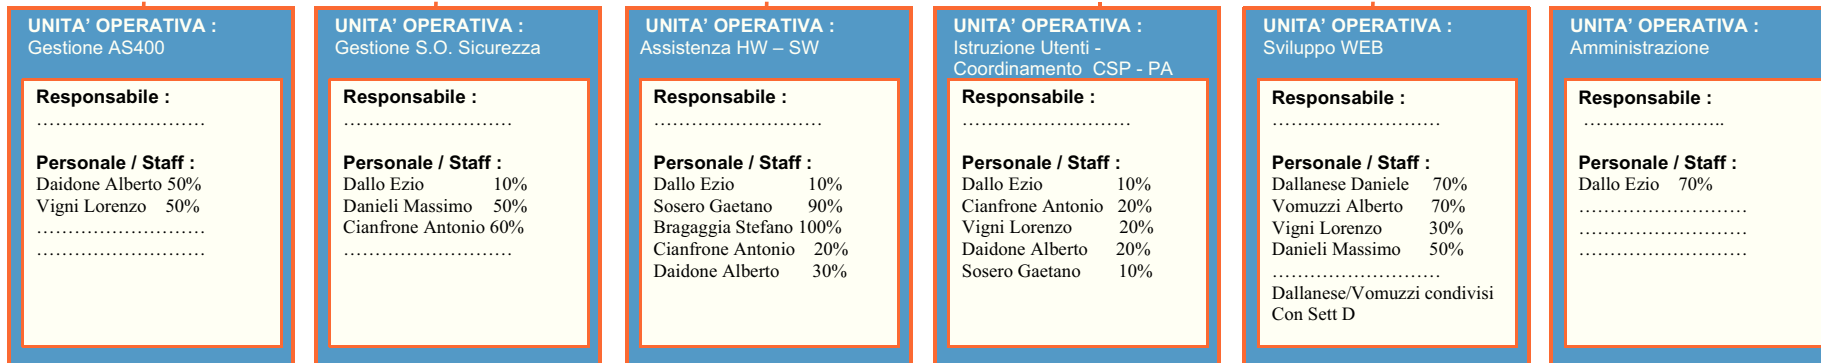 UNITA’ OPERATIVA :
Gestione AS400
Responsabile :
………………………
Personale / Staff :
Daidone Alberto 50%
Vigni Lorenzo 50%
………………………
………………………
UNITA’ OPERATIVA :
Gestione S.O. Sicurezza
Responsabile :
………………………
Personale / Staff :
Dallo Ezio 10%
Danieli Massimo 50%
Cianfrone Antonio 60%
………………………
UNITA’ OPERATIVA :
Assistenza HW – SW
Responsabile :
………………………
Personale / Staff :
Dallo Ezio 10%
Sosero Gaetano 90%
Bragaggia Stefano 100%
Cianfrone Antonio 20%
Daidone Alberto 30%
UNITA’ OPERATIVA :
Istruzione Utenti -
Coordinamento CSP - PA
Responsabile :
………………………
Personale / Staff :
Dallo Ezio 10%
Cianfrone Antonio 20%
Vigni Lorenzo 20%
Daidone Alberto 20%
Sosero Gaetano 10%
UNITA’ OPERATIVA :
Sviluppo WEB
Responsabile :
………………………
Personale / Staff :
Dallanese Daniele 70%
Vomuzzi Alberto 70%
Vigni Lorenzo 30%
Danieli Massimo 50%
………………………
Dallanese/Vomuzzi condivisi
Con Sett D
UNITA’ OPERATIVA :
Amministrazione
Responsabile :
…………………..
Personale / Staff :
Dallo Ezio 70%
………………………
………………………
………………………